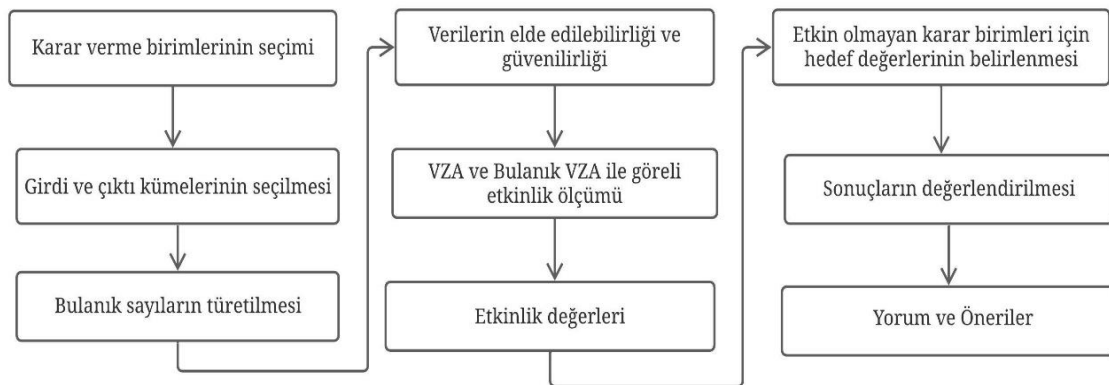 Karar verme birimlerinin seçimi
Girdi ve çıktı kümelerinin seçilmesi
Bulanık sayıların türetilmesi
Verilerin elde edilebilirliği ve
güvenilirliği
VZA ve Bulanık VZA ile göreli
etkinlik ölçümü
Etkinlik değerleri
Etkin olmayan karar birimleri için
hedef değerlerinin belirlenmesi
Sonuçların değerlendirilmesi
Yorum ve Öneriler